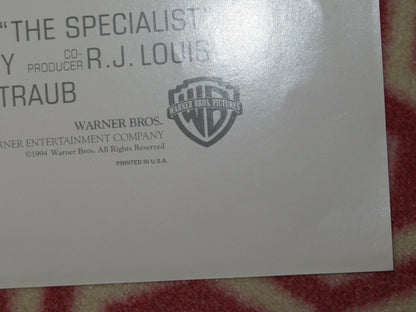 "THE SPECIALIST"
Y CO-PRODUCER R.J. LOUIS
TRAUB
WARNER BROS.
RNER ENTERTAINMENT COMPANY
©1994 Warner Bros. All Rights Reserved
PRINTED IN U.S.A.
WARNER BROS. PICTURES
WB